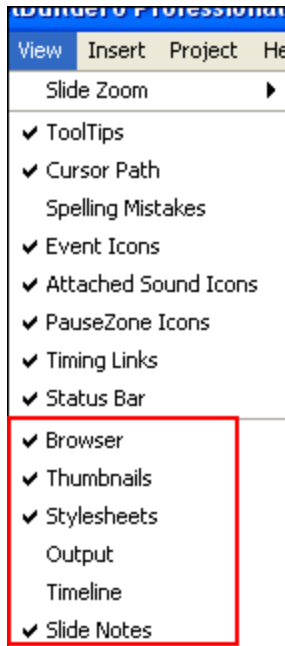 View Insert Project
Slide Zoom
ToolTips
Cursor Path
Spelling Mistakes
Event Icons
Attached Sound Icons
PauseZone Icons
Timing Links
Status Bar
Browser
Thumbnails
Stylesheets
Output
Timeline
Slide Notes